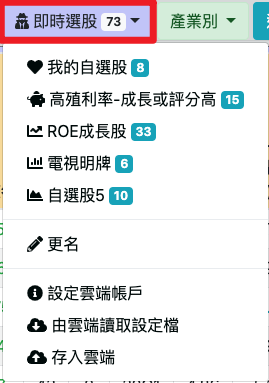 即時選股 73 產業別
我的自選股 8
高殖利率-成長或評分高 15
ROE成長股 33
電視明牌 6
自選股5 10
更名
設定雲端帳戶
由雲端讀取設定檔
存入雲端